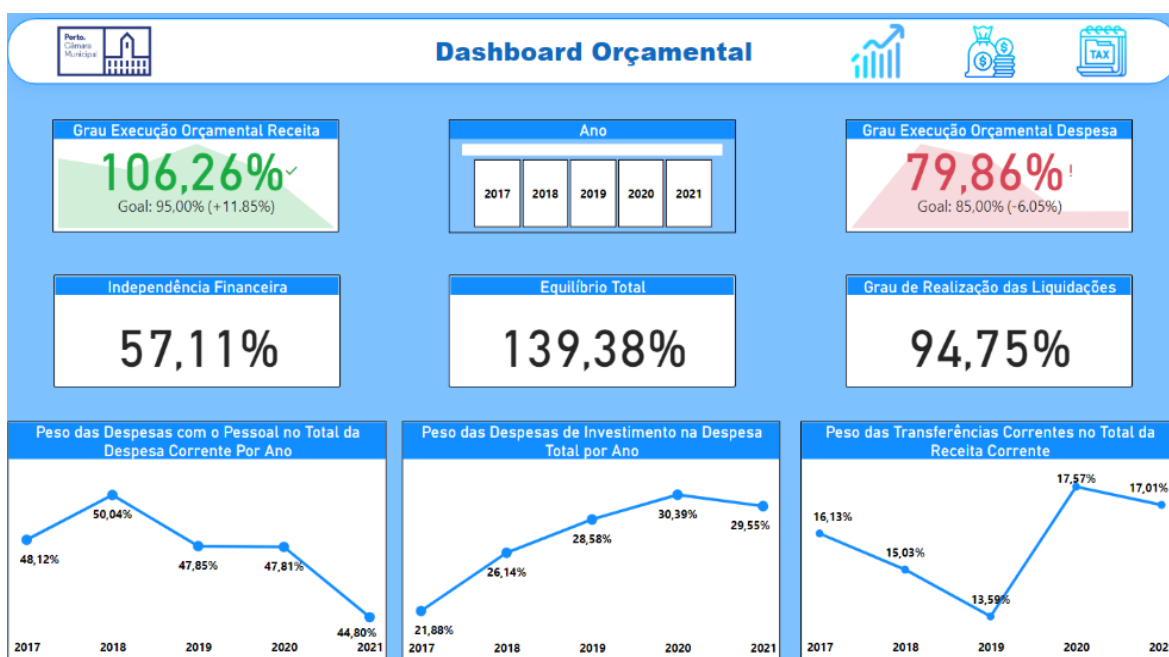 Porto.
Câmara
Municipal
Dashboard Orçamental
TAX
Grau Execução Orçamental Receita
106,26%
Goal: 95,00% (+11.85%)
Ano
2017 2018 2019 2020 2021
Grau Execução Orçamental Despesa
79,86%!
Goal: 85,00% (-6.05%)
Independência Financeira
57,11%
Equilíbrio Total
139,38%
Grau de Realização das Liquidações
94,75%
Peso das Despesas com o Pessoal no Total da
Despesa Corrente Por Ano
48,12%
50,04%
47,85%
47,81%
44,80%
2017 2018 2019 2020 2021
Peso das Despesas de Investimento na Despesa
Total por Ano
21,88%
26,14%
28,58%
30,39%
29,55%
2017 2018 2019 2020 2021
Peso das Transferências Correntes no Total da
Receita Corrente
16,13%
15,03%
13,59%
17,57%
17,01%
2017 2018 2019 2020 202